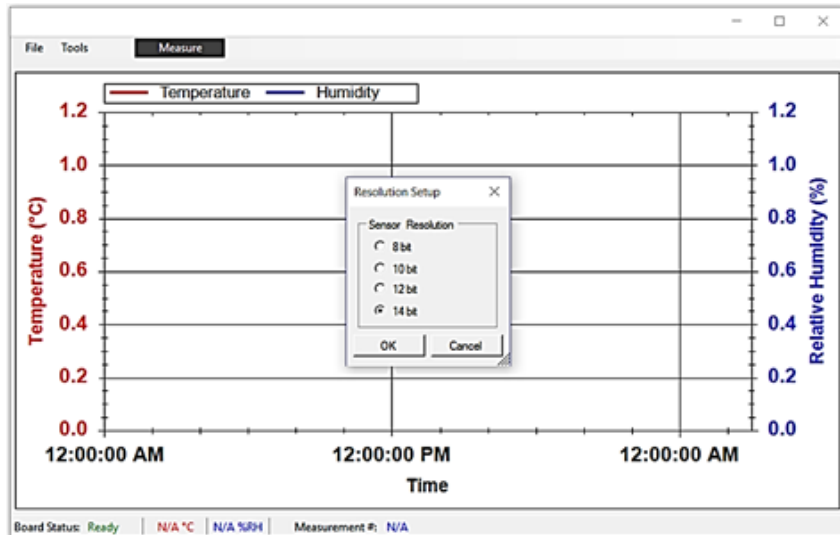 File Tools Measure
Temperature Humidity
1.2 1.2
1.0 1.0
Resolution Setup
0.8 0.8
Sensor Resolution
8 bit
0.6 10 bit 0.6
12 bit
0.4 14 bit 0.4
OK Cancel
0.2 0.2
0.0 0.0
Temperature (°C)
Relative Humidity (%)
12:00:00 AM 12:00:00 PM 12:00:00 AM
Time
Board Status: Ready N/A °C N/A %RH Measurement #: N/A